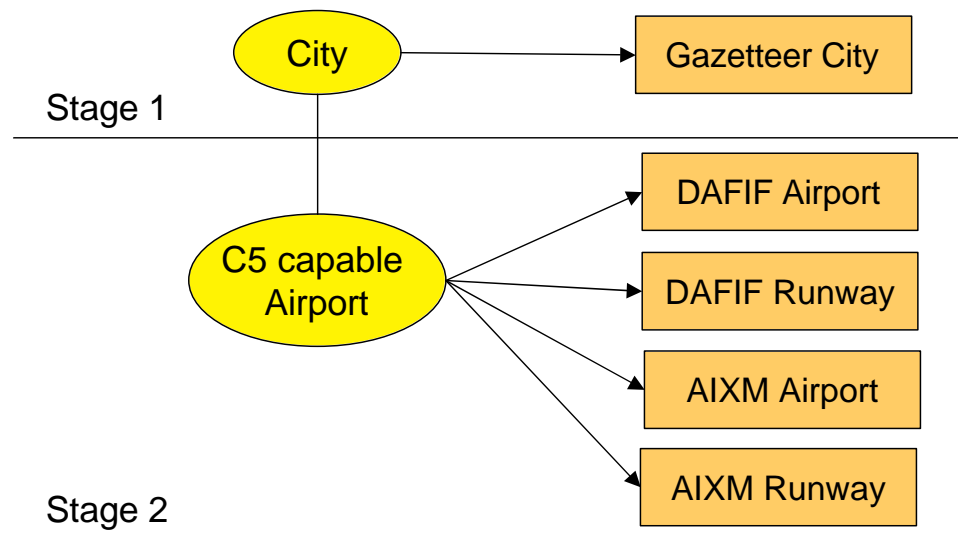 City
Gazetteer City
Stage 1
DAFIF Airport
C5 capable
Airport
DAFIF Runway
AIXM Airport
AIXM Runway
Stage 2